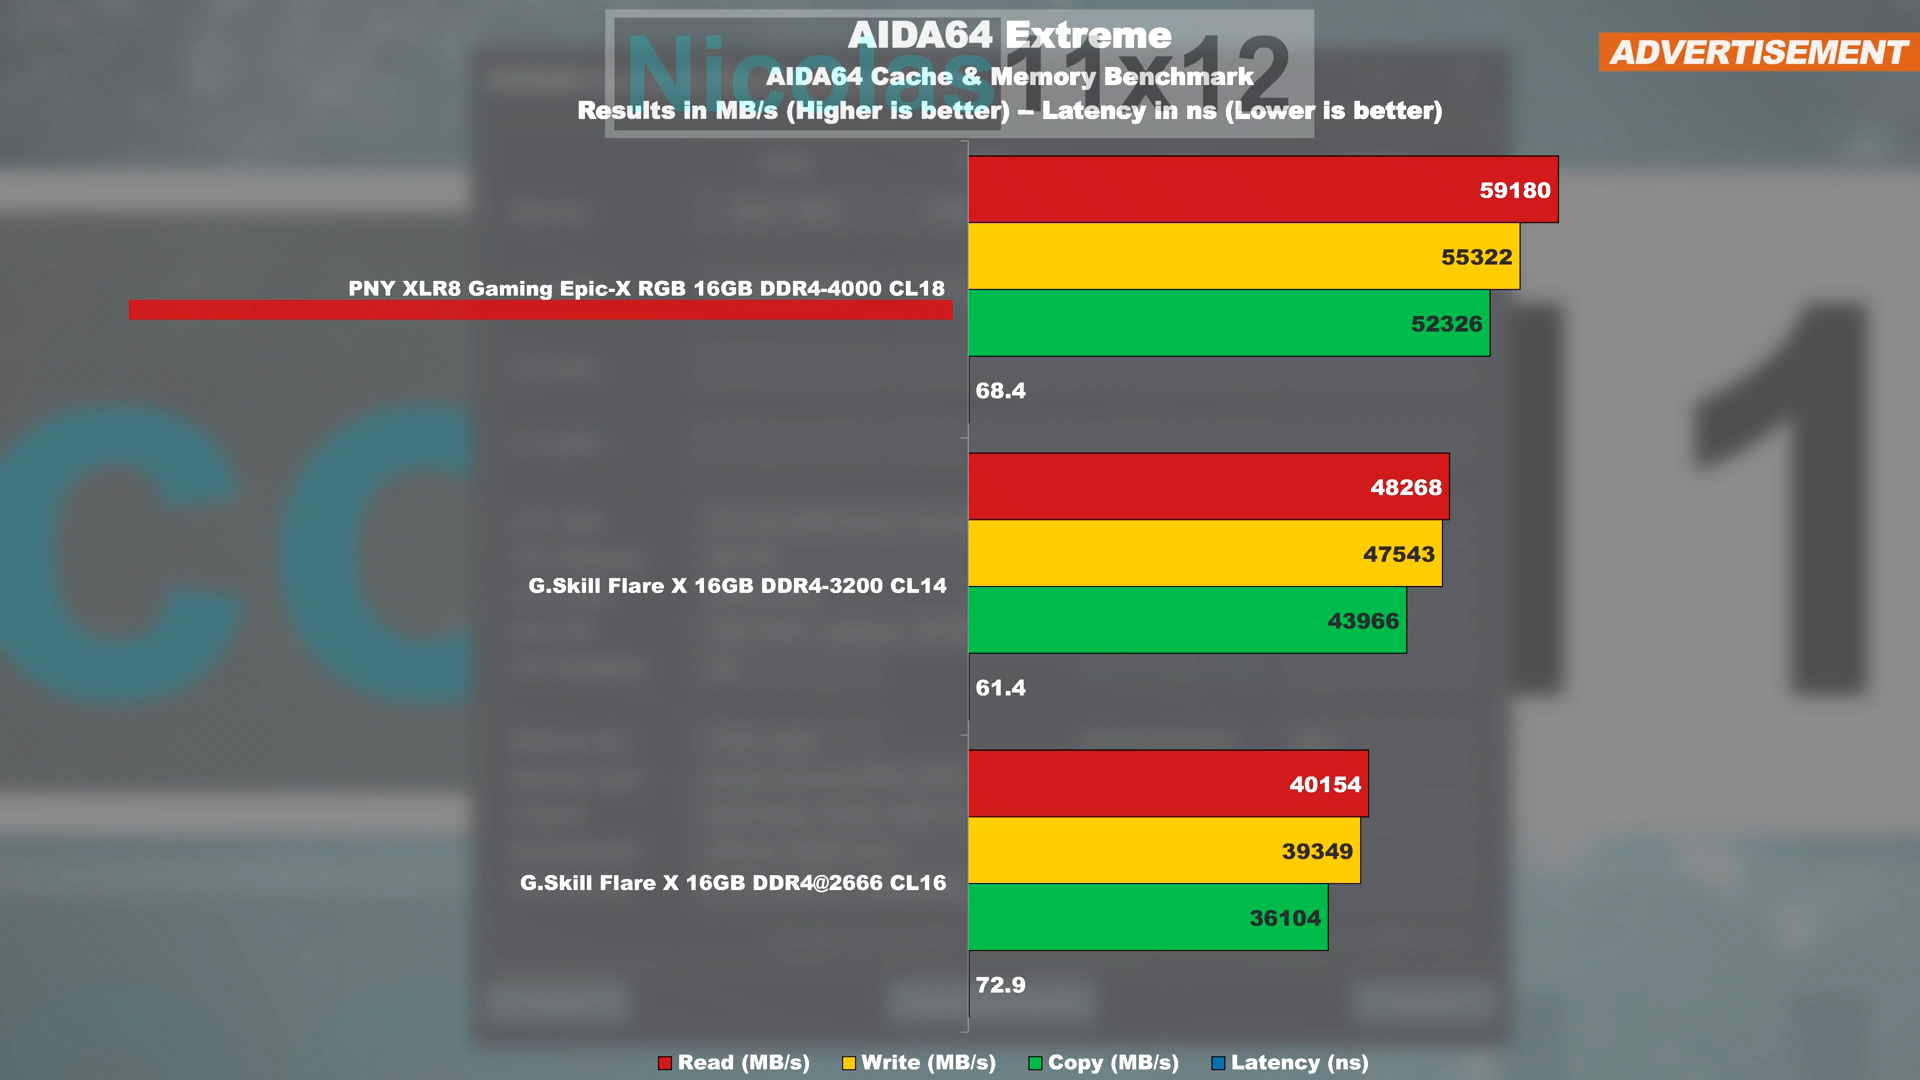 AIDA64 Extreme
Nicolas11x12
AIDA64 Cache & Memory Benchmark
Results in MB/s (Higher is better) – Latency in ns (Lower is better)
ADVERTISEMENT
59180
55322
PNY XLR8 Gaming Epic-X RGB 16GB DDR4-4000 CL18
52326
68.4
48268
47543
G.Skill Flare X 16GB DDR4-3200 CL14
43966
61.4
40154
39349
G.Skill Flare X 16GB DDR4@2666 CL16
36104
72.9
Read (MB/s) Write (MB/s) Copy (MB/s) Latency (ns)